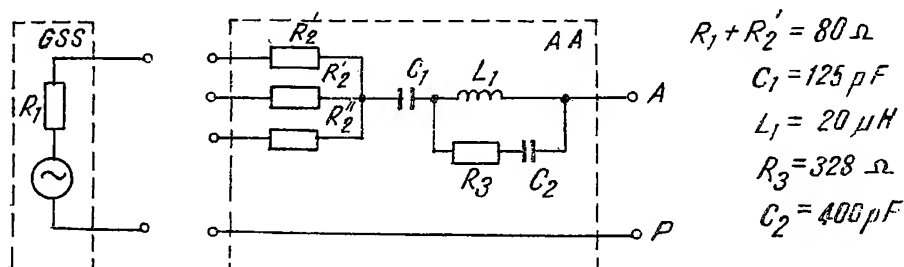 GSS
R₁
R₂'
R₂'
R₂''
C₁
L₁
R₃
C₂
A A
A
P
R₁ + R₂' = 80 Ω
C₁ = 125 pF
L₁ = 20 μH
R₃ = 328 Ω
C₂ = 400 pF